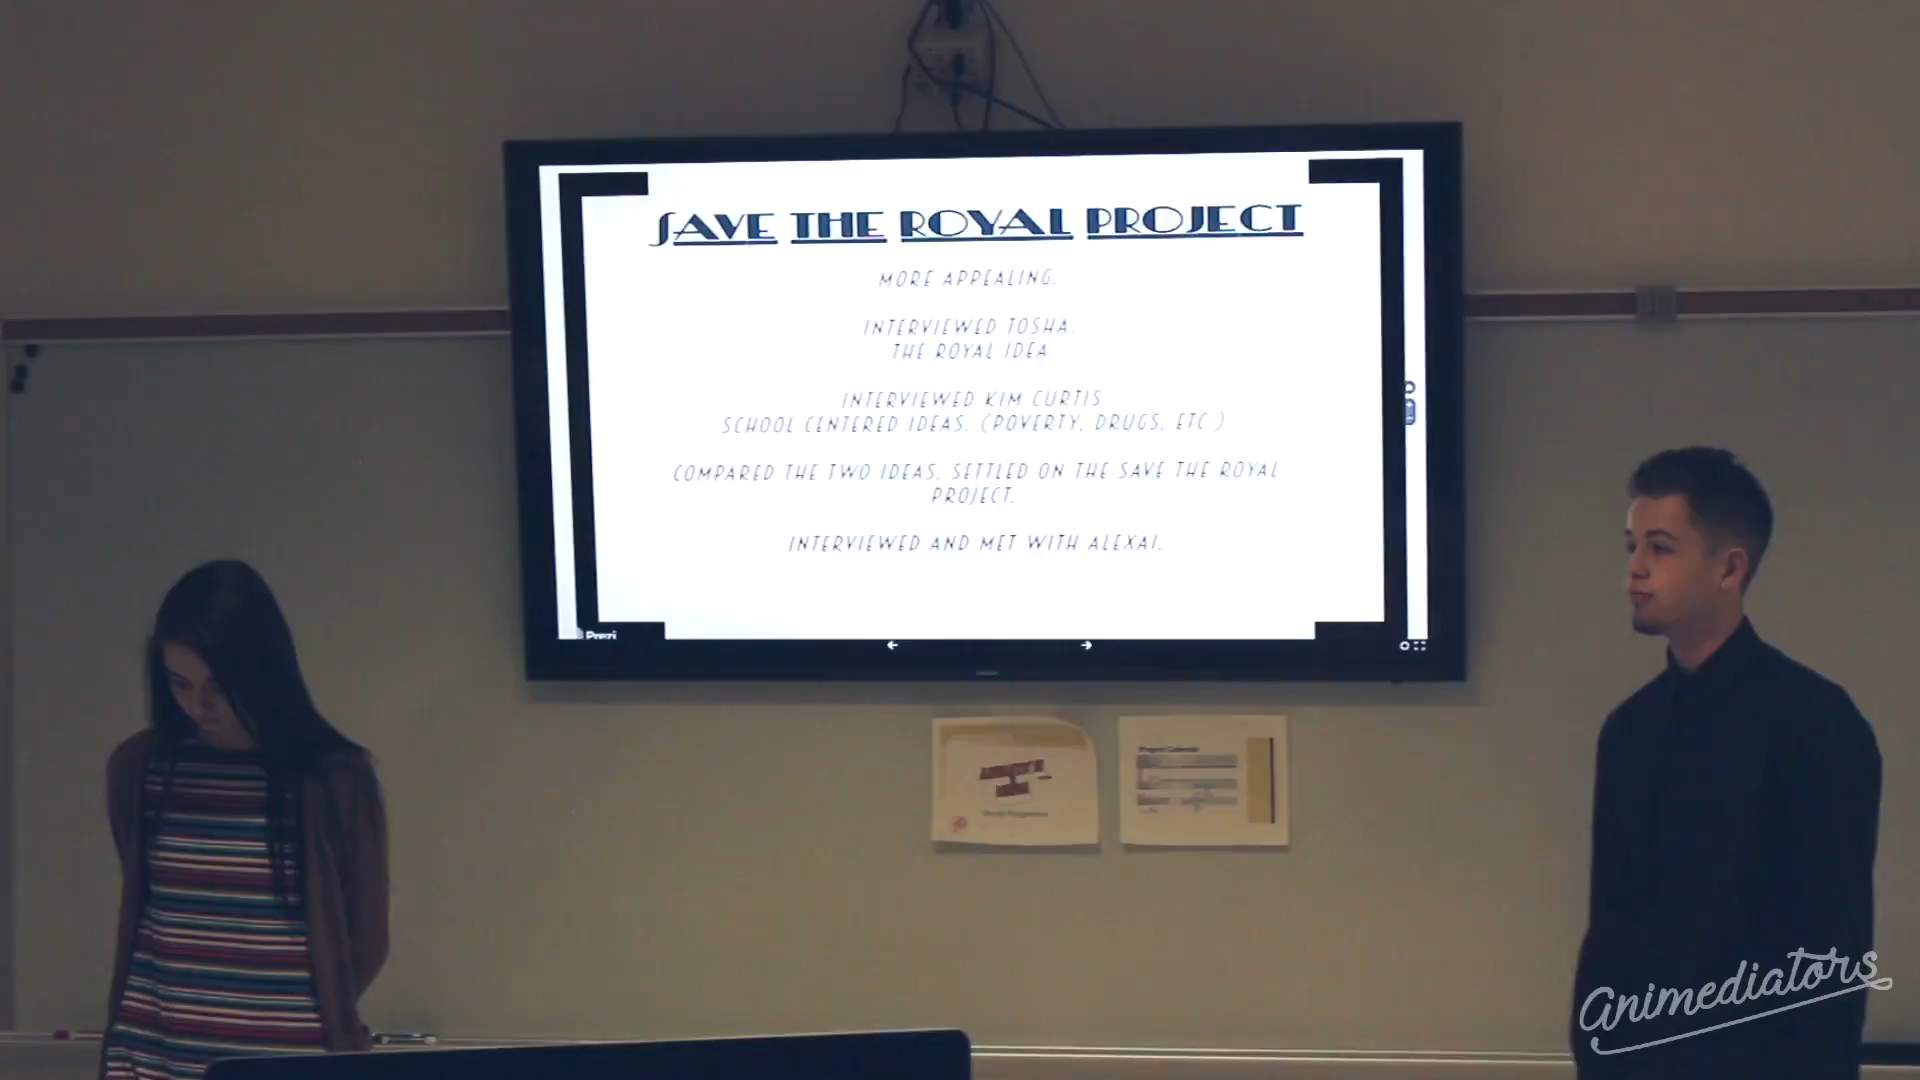 SAVE THE ROYAL PROJECT
MORE APPEALING.
INTERVIEWED TOSHA.
THE ROYAL IDEA
INTERVIEWED KIM CURTIS
SCHOOL CENTERED IDEAS. (POVERTY, DRUGS, ETC.)
COMPARED THE TWO IDEAS, SETTLED ON THE SAVE THE ROYAL
PROJECT.
INTERVIEWED AND MET WITH ALEXAI.
Prezi
Project Calendar
Animediators